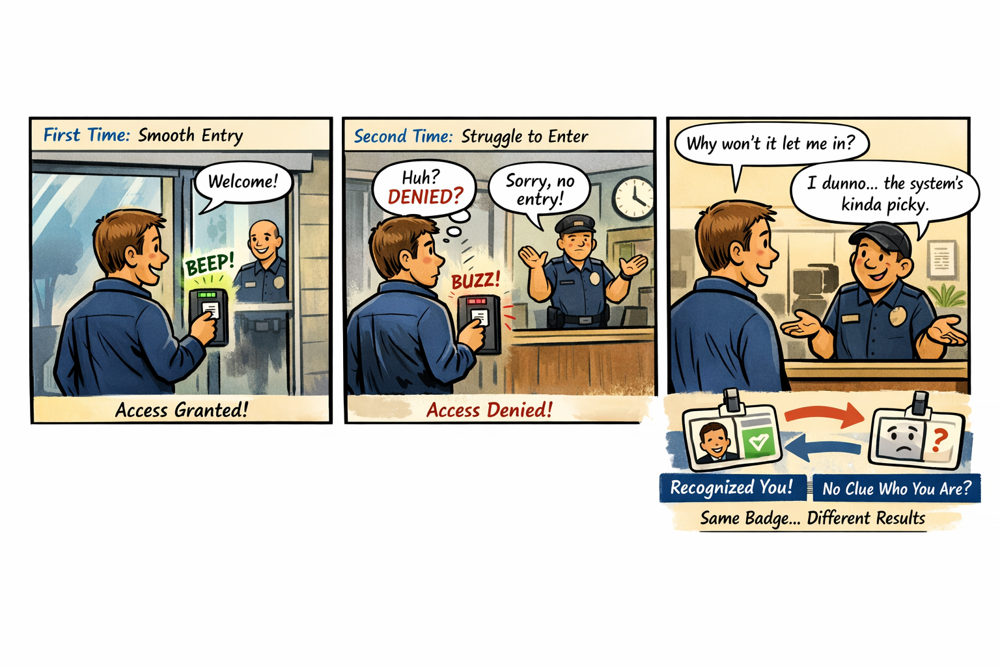 First Time: Smooth Entry
Welcome!
BEEP!
Access Granted!
Second Time: Struggle to Enter
Huh?
DENIED?
Sorry, no
entry!
BUZZ!
Access Denied!
Why won't it let me in?
I dunno... the system's
kinda picky.
?
Recognized You!
No Clue Who You Are?
Same Badge... Different Results